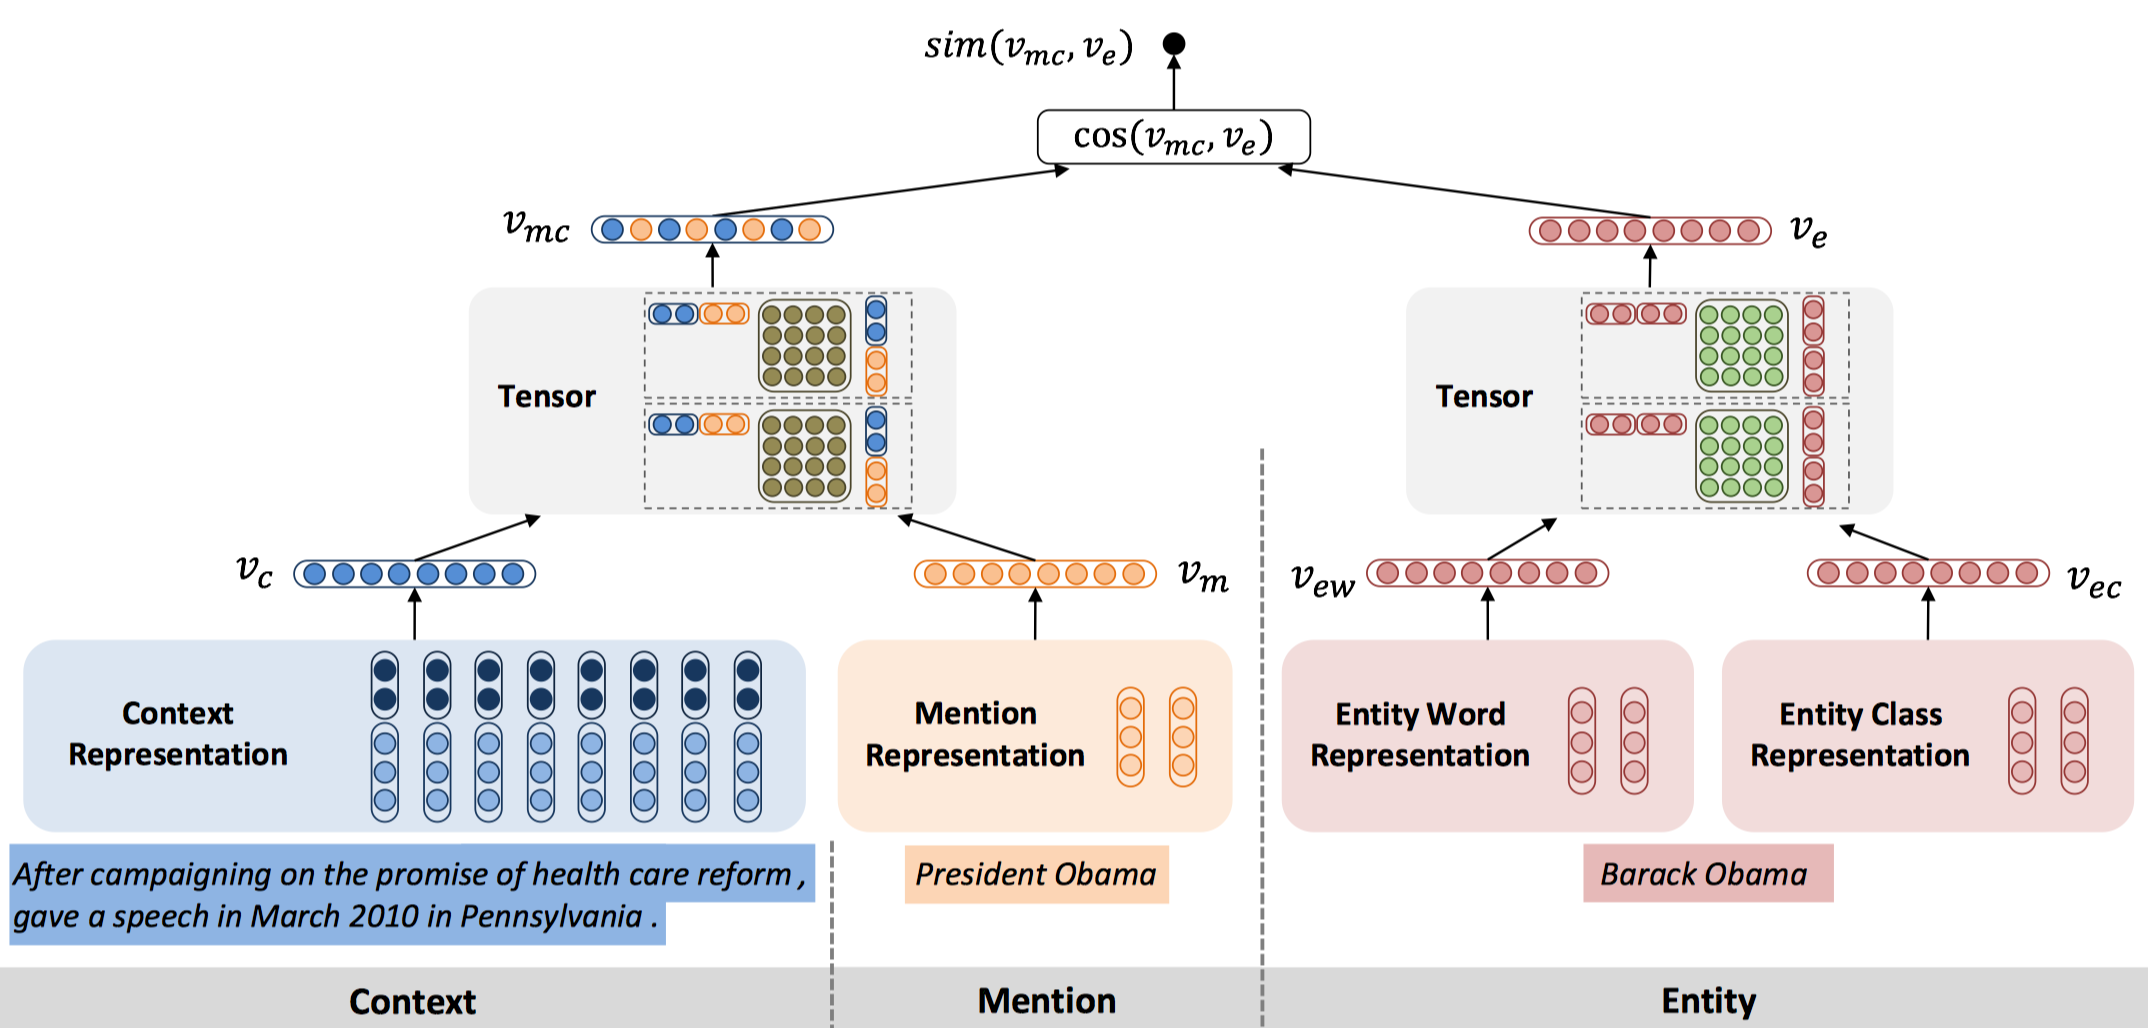 sim(v_mc, v_e)
cos(v_mc, v_e)
v_mc
v_e
Tensor
Tensor
v_c
v_m
v_ew
v_ec
Context
Representation
Mention
Representation
Entity Word
Representation
Entity Class
Representation
After campaigning on the promise of health care reform ,
gave a speech in March 2010 in Pennsylvania .
President Obama
Barack Obama
Context
Mention
Entity